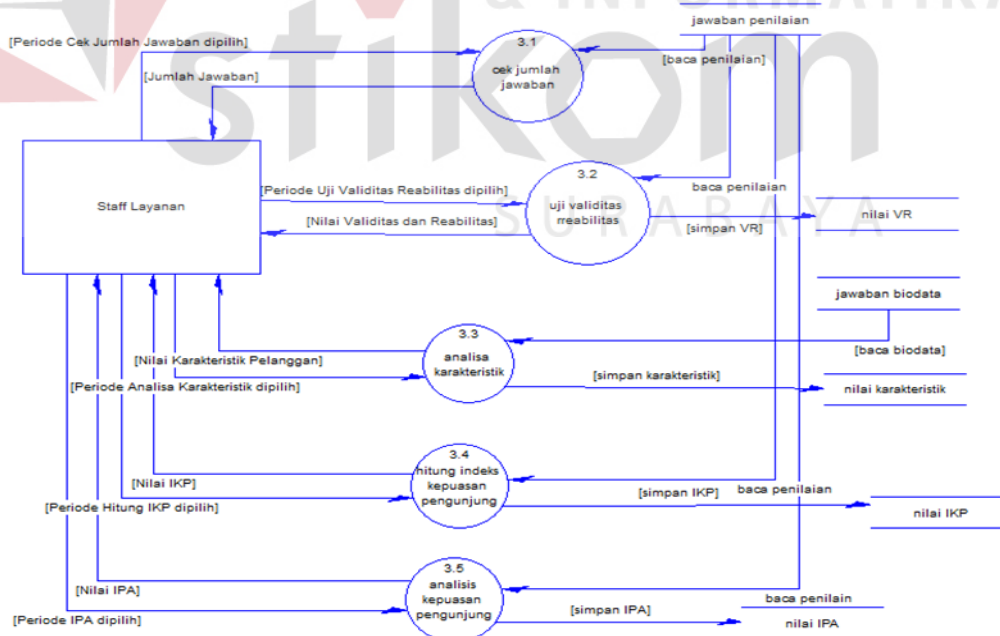 & INFORMATIKA
stikom
SURABAYA
jawaban penilaian
[Periode Cek Jumlah Jawaban dipilih]
3.1
cek jumlah
jawaban
[baca penilaian]
[Jumlah Jawaban]
Staff Layanan
3.2
uji validitas
rreabilitas
[Periode Uji Validitas Reabilitas dipilih]
baca penilaian
[Nilai Validitas dan Reabilitas]
[simpan VR]
nilai VR
jawaban biodata
3.3
analisa
karakteristik
[baca biodata]
[Nilai Karakteristik Pelanggan]
[Periode Analisa Karakteristik dipilih]
[simpan karakteristik]
nilai karakteristik
3.4
hitung indeks
kepuasan
pengunjung
[Nilai IKP]
[Periode Hitung IKP dipilih]
[simpan IKP]
baca penilaian
nilai IKP
3.5
analisis
kepuasan
pengunjung
[Nilai IPA]
[Periode IPA dipilih]
[simpan IPA]
baca penilain
nilai IPA